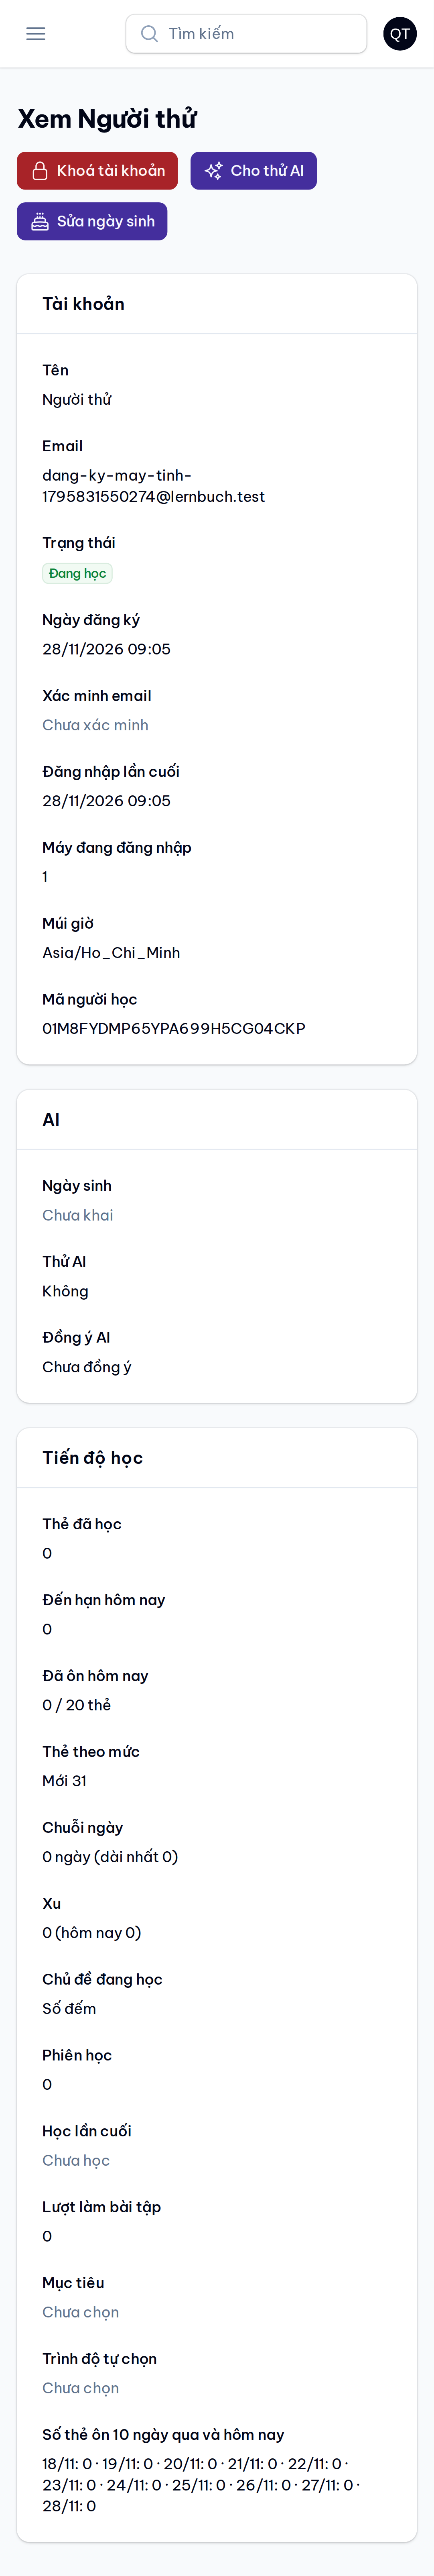 Tìm kiếm
QT
Xem Người thử
Khoá tài khoản
Cho thử AI
Sửa ngày sinh
Tài khoản
Tên
Người thử
Email
dang-ky-may-tinh-
1795831550274@lernbuch.test
Trạng thái
Đang học
Ngày đăng ký
28/11/2026 09:05
Xác minh email
Chưa xác minh
Đăng nhập lần cuối
28/11/2026 09:05
Máy đang đăng nhập
1
Múi giờ
Asia/Ho_Chi_Minh
Mã người học
01M8FYDMP65YPA699H5CG04CKP
AI
Ngày sinh
Chưa khai
Thử AI
Không
Đồng ý AI
Chưa đồng ý
Tiến độ học
Thẻ đã học
0
Đến hạn hôm nay
0
Đã ôn hôm nay
0 / 20 thẻ
Thẻ theo mức
Mới 31
Chuỗi ngày
0 ngày (dài nhất 0)
Xu
0 (hôm nay 0)
Chủ đề đang học
Số đếm
Phiên học
0
Học lần cuối
Chưa học
Lượt làm bài tập
0
Mục tiêu
Chưa chọn
Trình độ tự chọn
Chưa chọn
Số thẻ ôn 10 ngày qua và hôm nay
18/11: 0 · 19/11: 0 · 20/11: 0 · 21/11: 0 · 22/11: 0 ·
23/11: 0 · 24/11: 0 · 25/11: 0 · 26/11: 0 · 27/11: 0 ·
28/11: 0